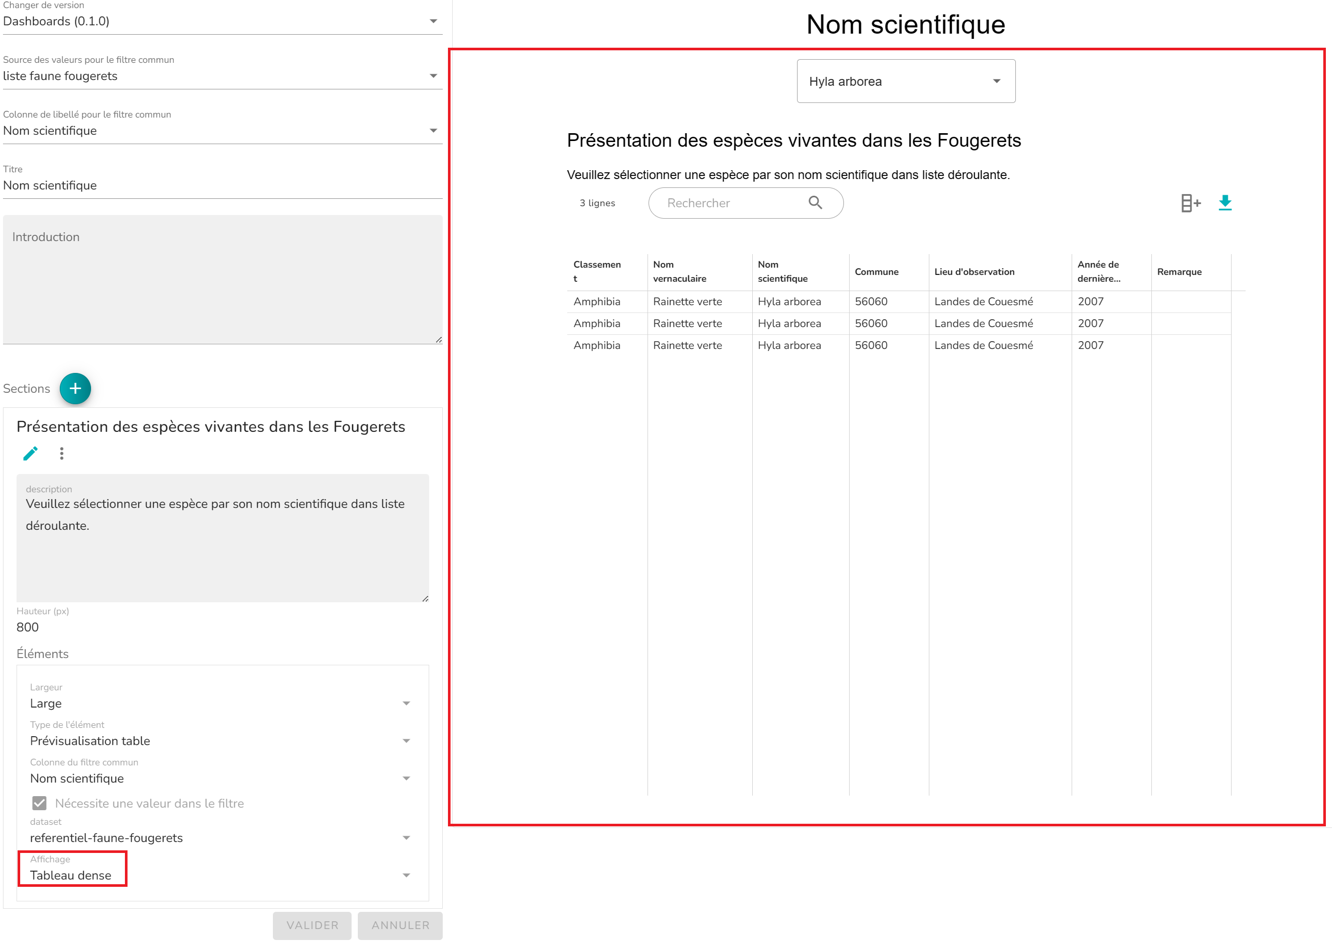 Changer de version
Dashboards (0.1.0)
Source des valeurs pour le filtre commun
liste faune fougerets
Colonne de libellé pour le filtre commun
Nom scientifique
Titre
Nom scientifique
Introduction
Sections +
Présentation des espèces vivantes dans les Fougerets
description
Veuillez sélectionner une espèce par son nom scientifique dans liste
déroulante.
Hauteur (px)
800
Éléments
Largeur
Large
Type de l'élément
Prévisualisation table
Colonne du filtre commun
Nom scientifique
Nécessite une valeur dans le filtre
dataset
referentiel-faune-fougerets
Affichage
Tableau dense
VALIDER ANNULER
Nom scientifique
Hyla arborea
Présentation des espèces vivantes dans les Fougerets
Veuillez sélectionner une espèce par son nom scientifique dans liste déroulante.
3 lignes Rechercher
Classemen Nom Nom Commune Lieu d'observation Année de Remarque
t vernaculaire scientifique dernière...
Amphibia Rainette verte Hyla arborea 56060 Landes de Couesmé 2007
Amphibia Rainette verte Hyla arborea 56060 Landes de Couesmé 2007
Amphibia Rainette verte Hyla arborea 56060 Landes de Couesmé 2007